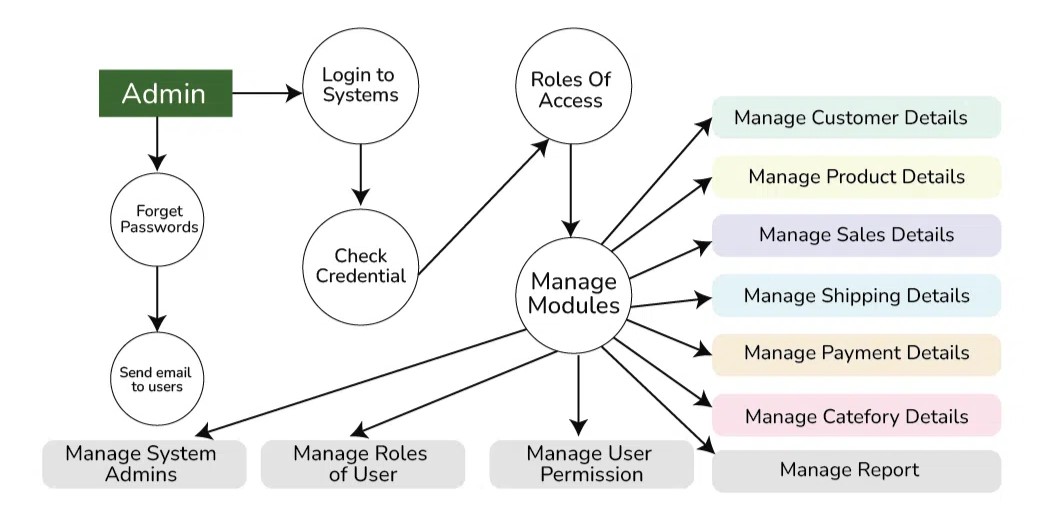 Admin
Login to
Systems
Roles Of
Access
Forget
Passwords
Check
Credential
Send email
to users
Manage
Modules
Manage Customer Details
Manage Product Details
Manage Sales Details
Manage Shipping Details
Manage Payment Details
Manage Catefory Details
Manage Report
Manage System
Admins
Manage Roles
of User
Manage User
Permission